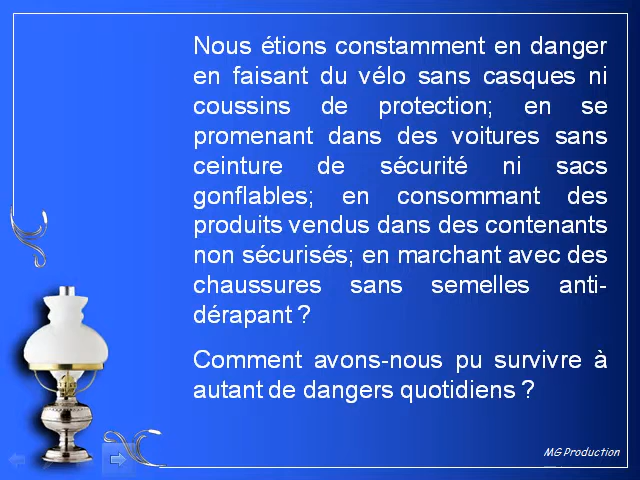 Nous étions constamment en danger
en faisant du vélo sans casques ni
coussins de protection; en se
promenant dans des voitures sans
ceinture de sécurité ni sacs
gonflables; en consommant des
produits vendus dans des contenants
non sécurisés; en marchant avec des
chaussures sans semelles anti-
dérapant ?
Comment avons-nous pu survivre à
autant de dangers quotidiens ?
MG Production